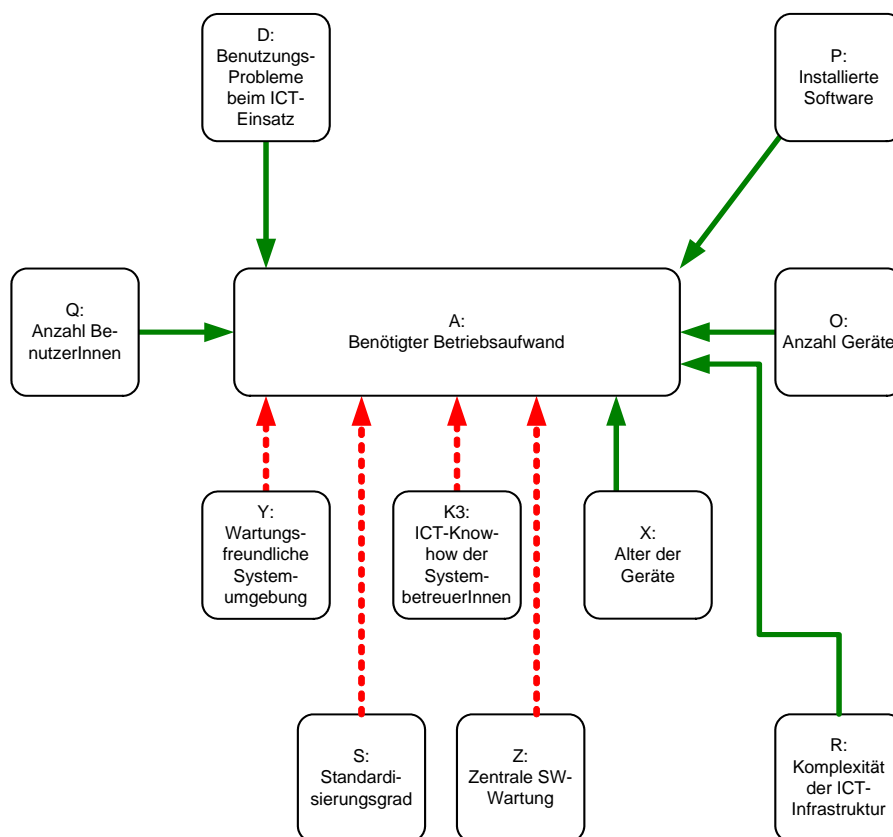 D:
Benutzungs-
Probleme
beim ICT-
Einsatz
P:
Installierte
Software
Q:
Anzahl Be-
nutzerInnen
A:
Benötigter Betriebsaufwand
O:
Anzahl Geräte
Y:
Wartungs-
freundliche
System-
umgebung
K3:
ICT-Know-
how der
System-
betreuerInnen
X:
Alter der
Geräte
S:
Standardi-
sierungsgrad
Z:
Zentrale SW-
Wartung
R:
Komplexität
der ICT-
Infrastruktur